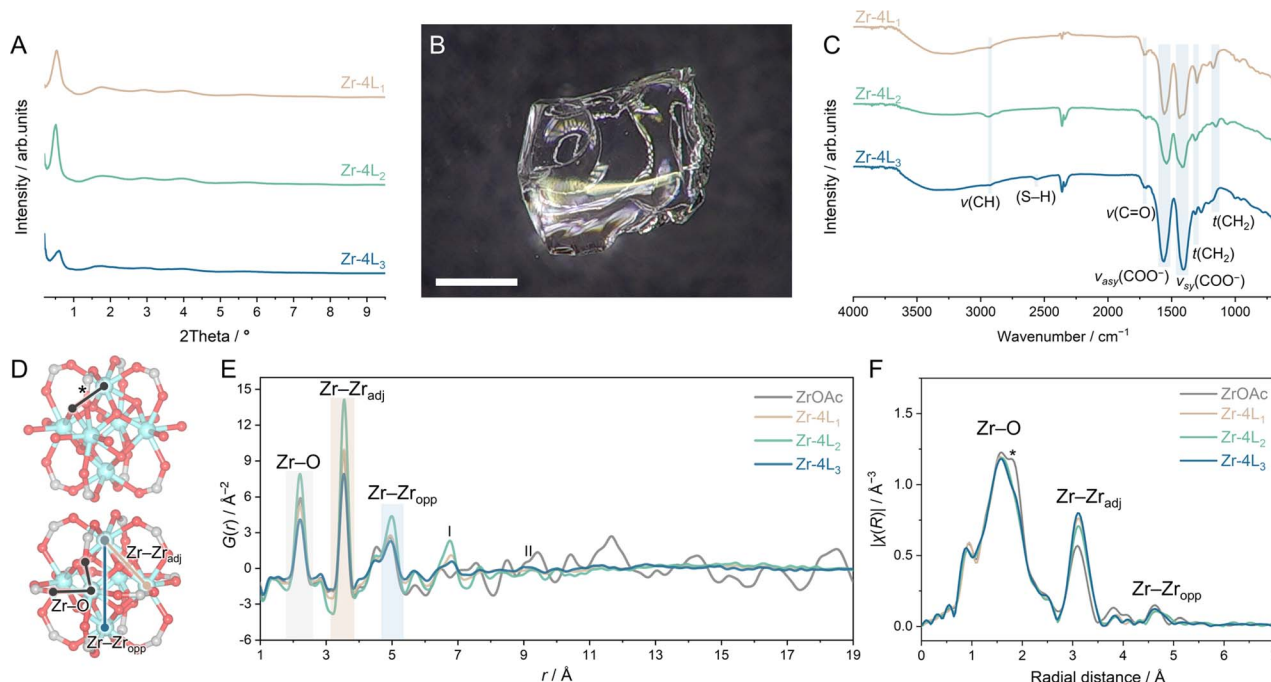 A
Zr-4L₁
Zr-4L₂
Zr-4L₃
Intensity / arb.units
1 2 3 4 5 6 7 8 9
2Theta / °
B
C
Zr-4L₁
Zr-4L₂
Zr-4L₃
Intensity / arb.units
ν(CH)
(S–H)
ν(C=O)
t(CH₂)
t(CH₂)
νasy(COO⁻)
νsy(COO⁻)
4000 3000 2500 2000 1500 1000
Wavenumber / cm⁻¹
D
*
Zr–Zradj
Zr–O
Zr–Zropp
E
Zr–Zradj
Zr–O
Zr–Zropp
I
II
ZrOAc
Zr-4L₁
Zr-4L₂
Zr-4L₃
G(r) / Å⁻²
15
12
9
6
3
0
-3
-6
1 3 4 5 7 9 11 13 15 17 19
r / Å
F
Zr–O
*
Zr–Zradj
Zr–Zropp
ZrOAc
Zr-4L₁
Zr-4L₂
Zr-4L₃
|χ(R)| / Å⁻³
1.5
1.0
0.5
0.0
0 1 2 3 4 5 6 7
Radial distance / Å